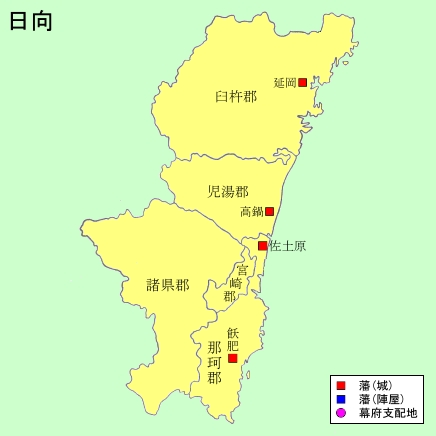 日向
延岡
臼杵郡
児湯郡
高鍋
佐土原
宮崎郡
諸県郡
飫肥
那珂郡
藩(城)
藩(陣屋)
幕府支配地